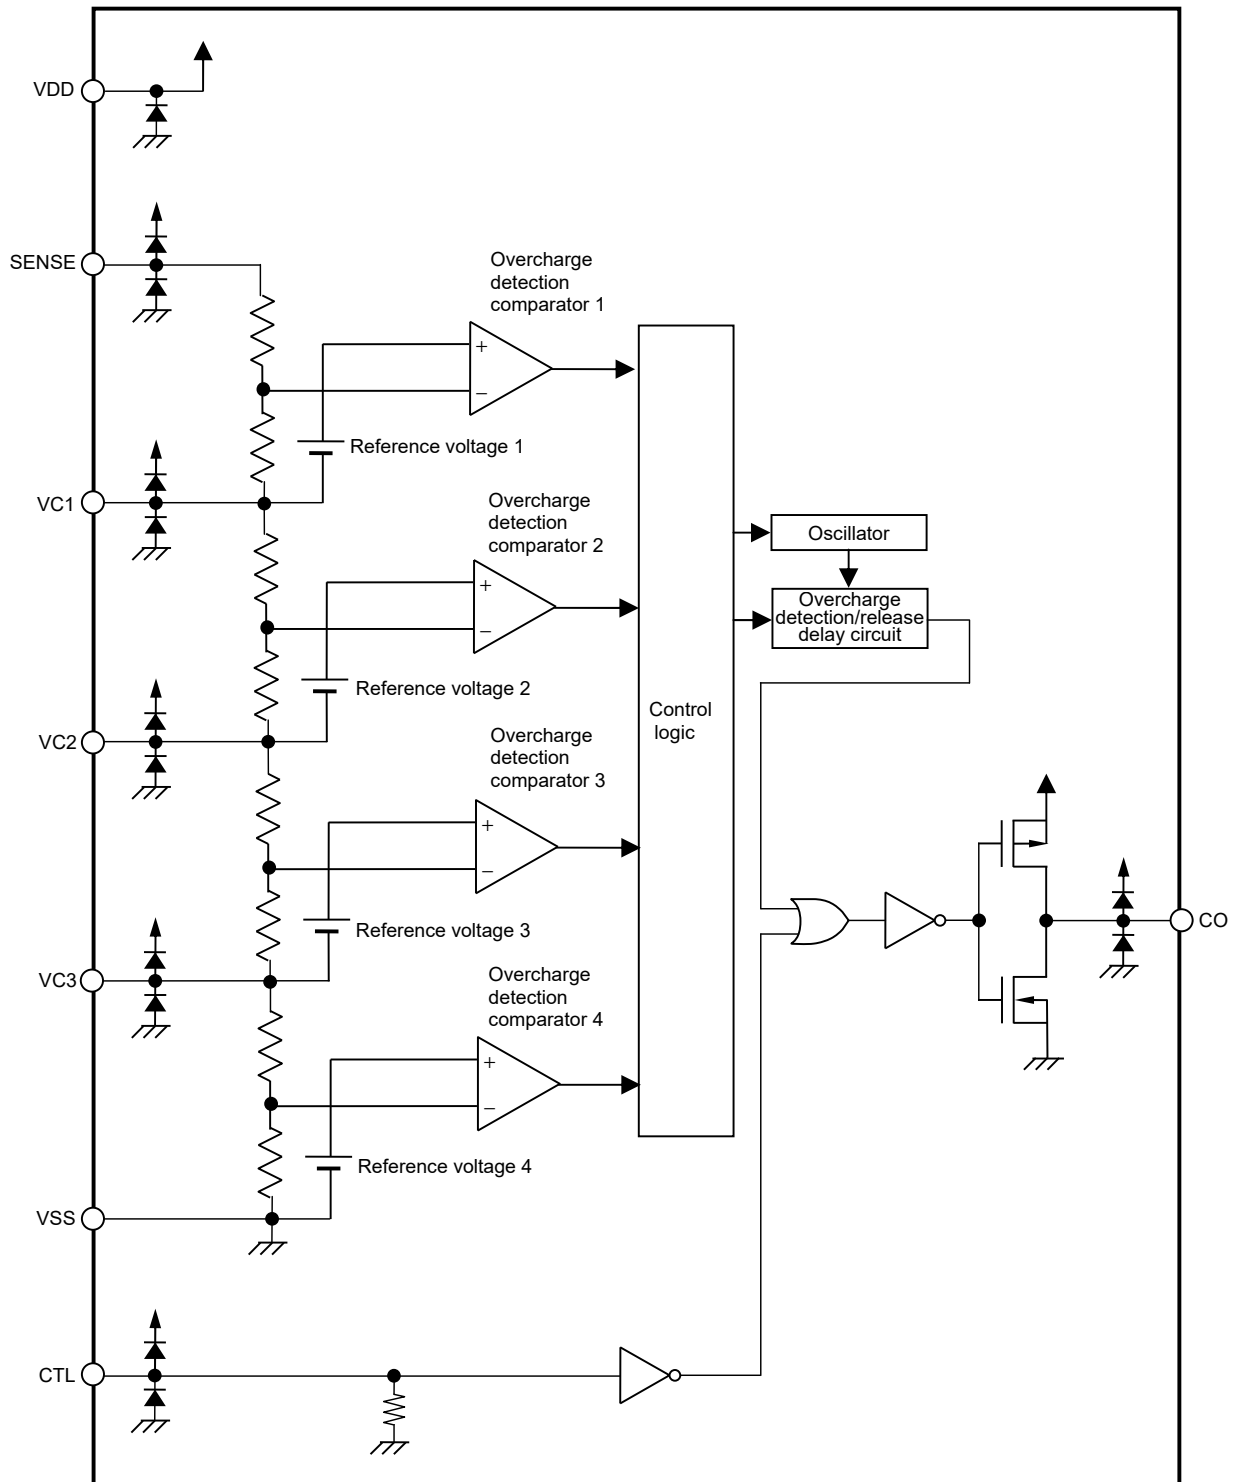 VDD
SENSE
Overcharge
detection
comparator 1
+
−
Reference voltage 1
VC1
Overcharge
detection
comparator 2
+
−
Oscillator
Overcharge
detection/release
delay circuit
Reference voltage 2
Control
logic
VC2
Overcharge
detection
comparator 3
+
−
Reference voltage 3
CO
VC3
Overcharge
detection
comparator 4
+
−
Reference voltage 4
VSS
CTL